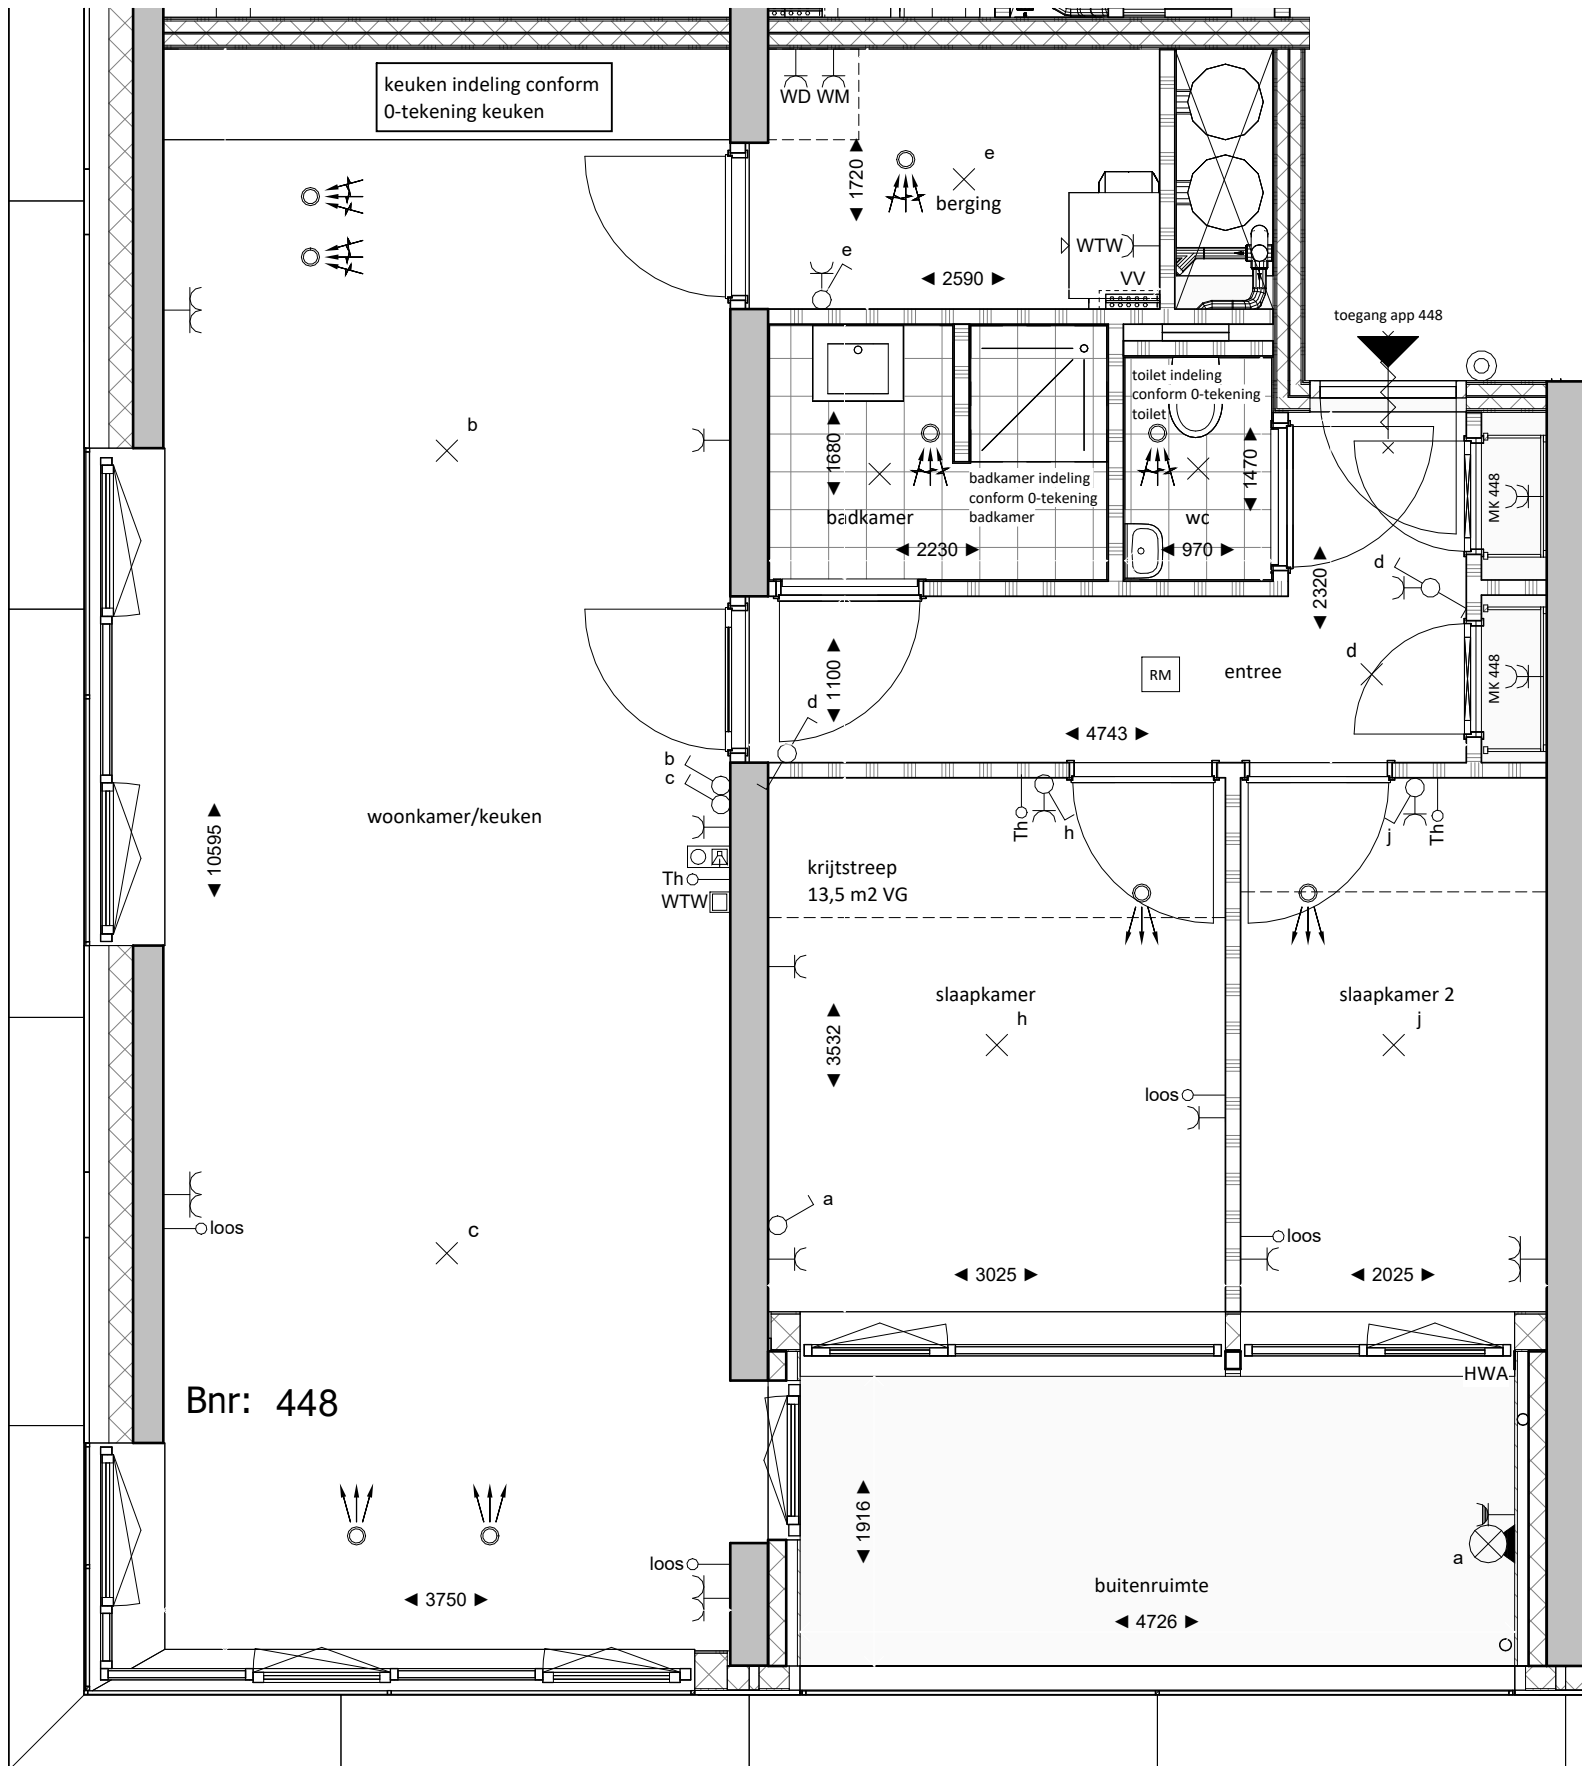 keuken indeling conform
0-tekening keuken
WD WM
e
1720
berging
WTW
e
2590
VV
toegang app 448
b
1680
badkamer indeling
conform 0-tekening
badkamer
badkamer
2230
toilet indeling
conform 0-tekening
toilet
1470
wc
970
MK 448
d
2320
d
RM
entree
MK 448
1100
d
4743
b
c
woonkamer/keuken
10595
Th
WTW
Th
h
j
Th
krijtstreep
13,5 m2 VG
slaapkamer
h
slaapkamer 2
j
3532
loos
a
loos
c
loos
3025
2025
HWA
Bnr: 448
1916
a
loos
3750
buitenruimte
4726